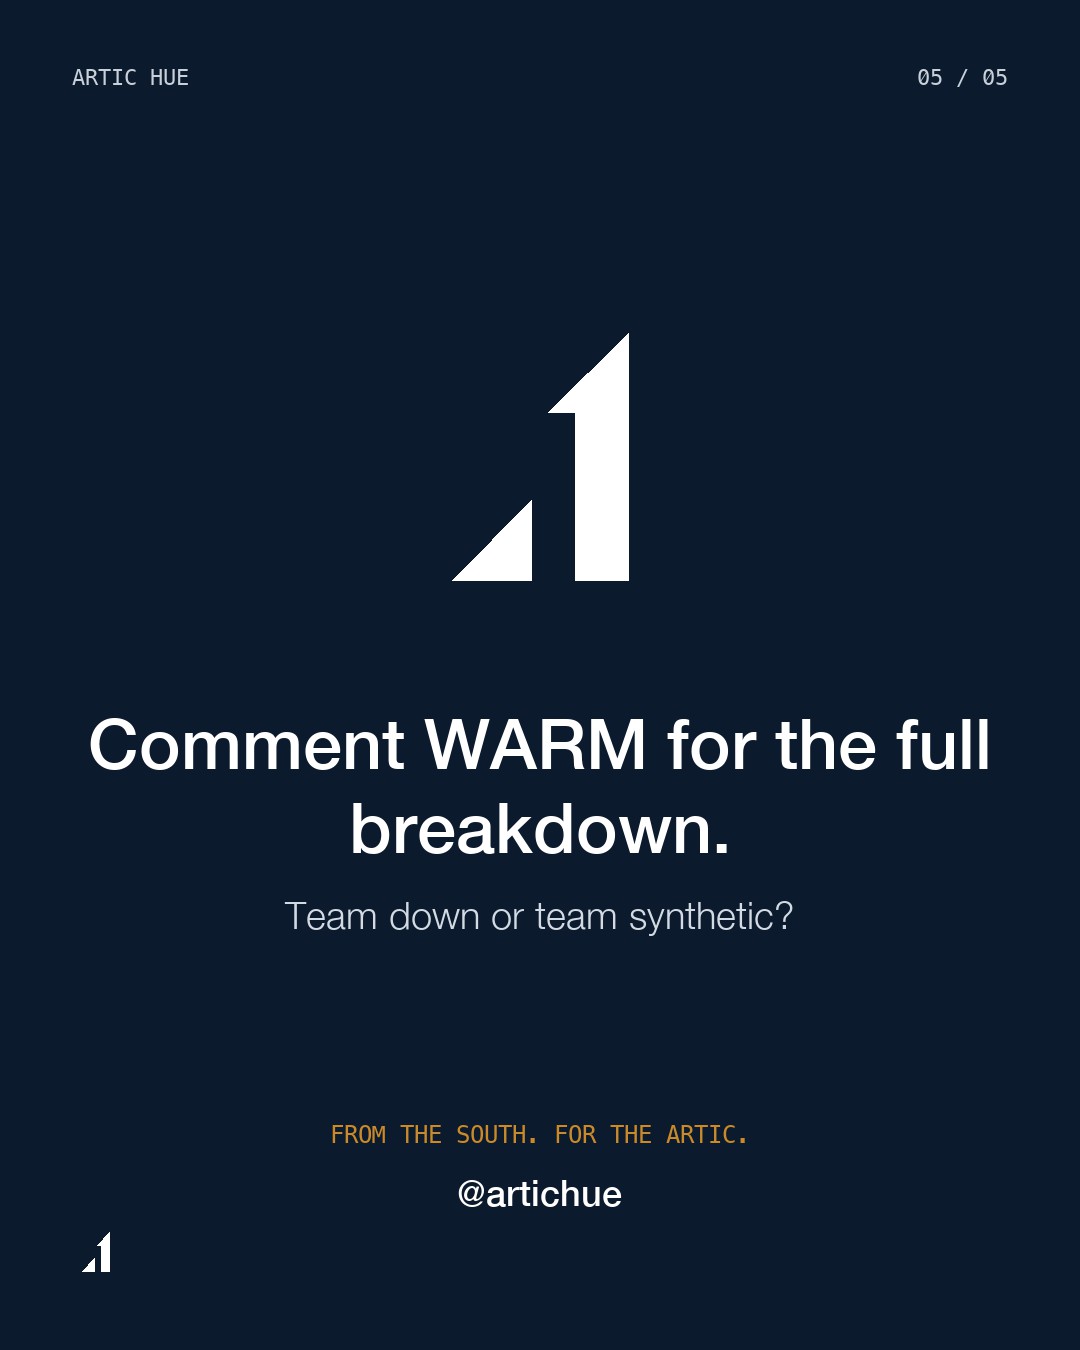 ARTIC HUE
05 / 05
Comment WARM for the full
breakdown.
Team down or team synthetic?
FROM THE SOUTH. FOR THE ARTIC.
@artichue